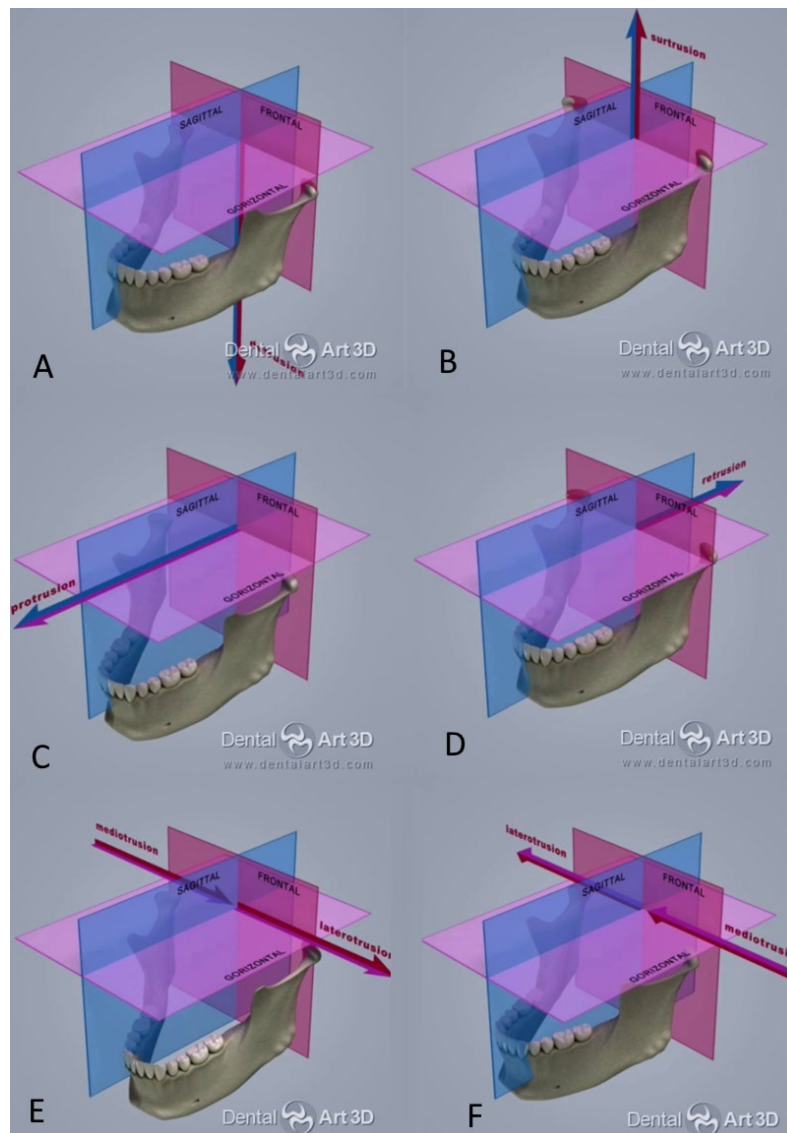 SAGITTAL
FRONTAL
GORIZONTAL
Dental Art 3D
www.dentalart3d.com
A
surtrusion
SAGITTAL
FRONTAL
GORIZONTAL
Dental Art 3D
www.dentalart3d.com
B
SAGITTAL
FRONTAL
protrusion
GORIZONTAL
Dental Art 3D
www.dentalart3d.com
C
retrusion
SAGITTAL
FRONTAL
GORIZONTAL
Dental Art 3D
www.dentalart3d.com
D
mediotrusion
SAGITTAL
FRONTAL
laterotrusion
GORIZONTAL
Dental Art 3D
E
laterotrusion
SAGITTAL
FRONTAL
GORIZONTAL
Dental Art 3D
F